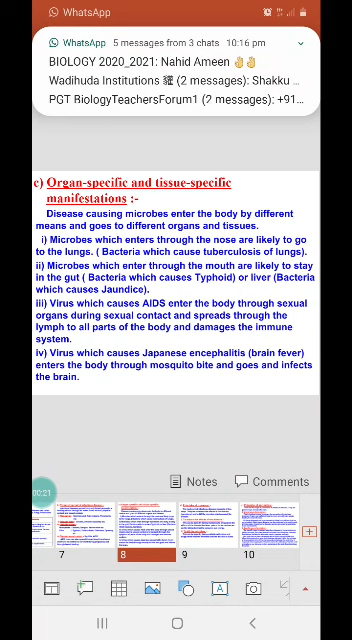 WhatsApp
WhatsApp 5 messages from 3 chats 10:16 pm
BIOLOGY 2020_2021: Nahid Ameen 👋👋
Wadihuda Institutions (2 messages): Shakku ...
PGT BiologyTeachersForum1 (2 messages): +91...
c) Organ-specific and tissue-specific
manifestations :-
Disease causing microbes enter the body by different
means and goes to different organs and tissues.
i) Microbes which enters through the nose are likely to go
to the lungs. ( Bacteria which cause tuberculosis of lungs).
ii) Microbes which enter through the mouth are likely to stay
in the gut ( Bacteria which causes Typhoid) or liver (Bacteria
which causes Jaundice).
iii) Virus which causes AIDS enter the body through sexual
organs during sexual contact and spreads through the
lymph to all parts of the body and damages the immune
system.
iv) Virus which causes Japanese encephalitis (brain fever)
enters the body through mosquito bite and goes and infects
the brain.
Notes Comments
00:21
7 8 9 10
A